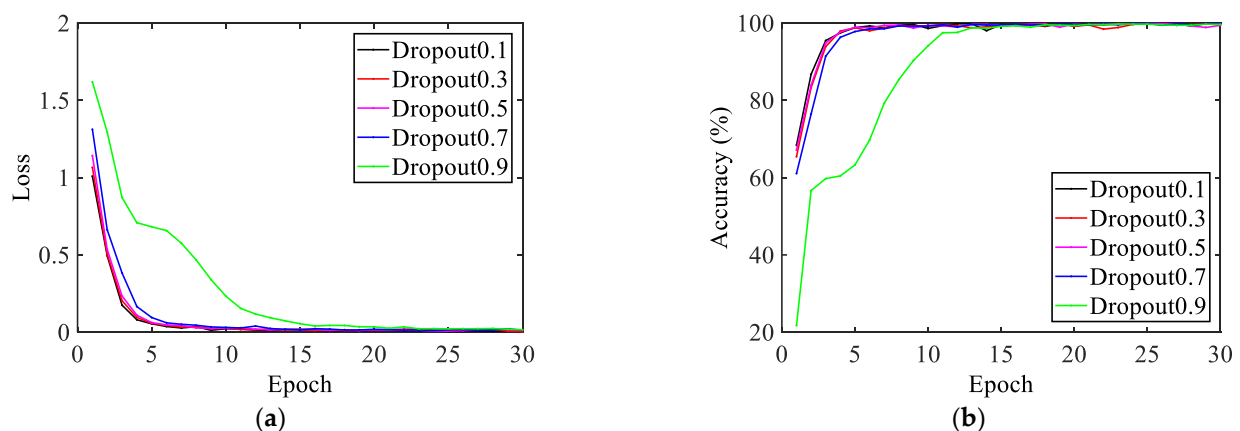 2
1.5
1
0.5
0
0 5 10 15 20 25 30
Loss
Epoch
Dropout0.1
Dropout0.3
Dropout0.5
Dropout0.7
Dropout0.9
(a)
100
80
60
40
20
0 5 10 15 20 25 30
Accuracy (%)
Epoch
Dropout0.1
Dropout0.3
Dropout0.5
Dropout0.7
Dropout0.9
(b)